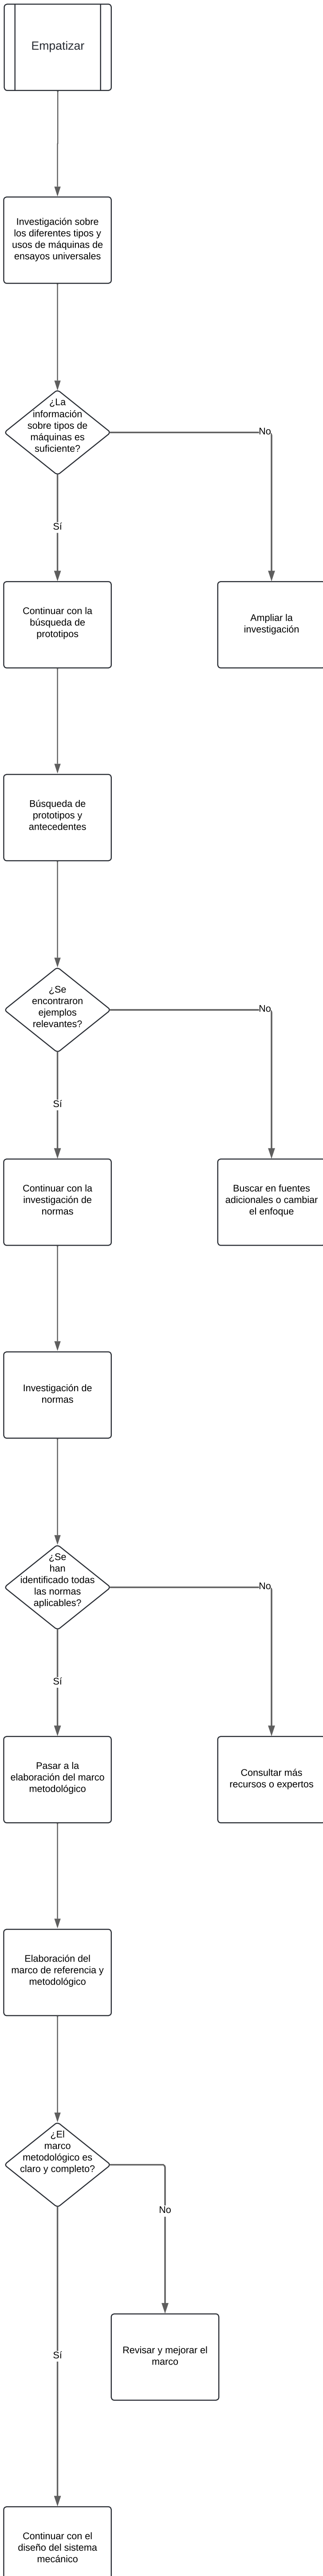 Empatizar
Investigación sobre
los diferentes tipos y
usos de máquinas de
ensayos universales
¿La
información
sobre tipos de
máquinas es
suficiente?
No
Sí
Continuar con la
búsqueda de
prototipos
Ampliar la
investigación
Búsqueda de
prototipos y
antecedentes
¿Se
encontraron
ejemplos
relevantes?
No
Sí
Continuar con la
investigación de
normas
Buscar en fuentes
adicionales o cambiar
el enfoque
Investigación de
normas
¿Se
han
identificado todas
las normas
aplicables?
No
Sí
Pasar a la
elaboración del marco
metodológico
Consultar más
recursos o expertos
Elaboración del
marco de referencia y
metodológico
¿El
marco
metodológico es
claro y completo?
No
Revisar y mejorar el
marco
Sí
Continuar con el
diseño del sistema
mecánico